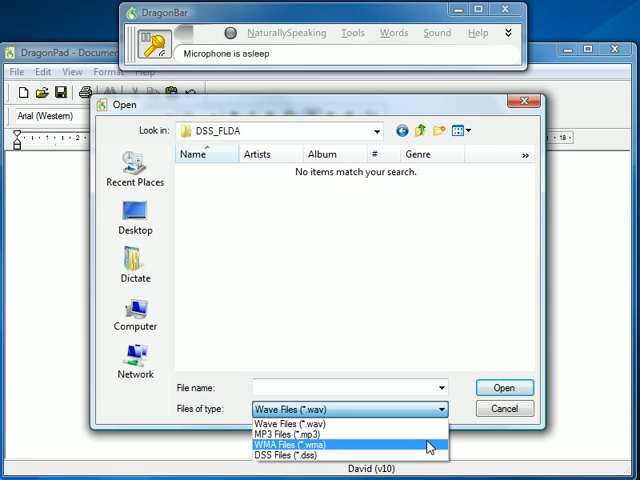 DragonBar
NaturallySpeaking Tools Words Sound Help
Microphone is asleep
DragonPad - Docume
File Edit View Format Help
Arial (Western)
18
Open
Look in: DSS_FLDA
Name Artists Album # Genre »
No items match your search.
Recent Places
Desktop
Dictate
Computer
Network
File name:
Open
Files of type: Wave Files (*.wav)
Cancel
Wave Files (*.wav)
MP3 Files (*.mp3)
WMA Files (*.wma)
DSS Files (*.dss)
David (v10)